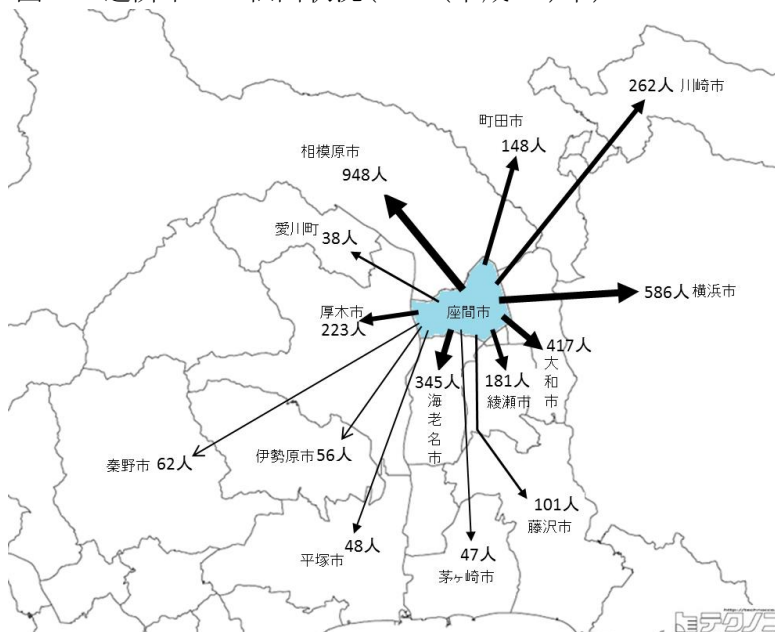 262人 川崎市
町田市
148人
相模原市
948人
愛川町
38人
586人 横浜市
厚木市
223人
座間市
417人
大和市
345人
海老名市
181人
綾瀬市
秦野市 62人
伊勢原市 56人
101人
藤沢市
48人
平塚市
47人
茅ヶ崎市